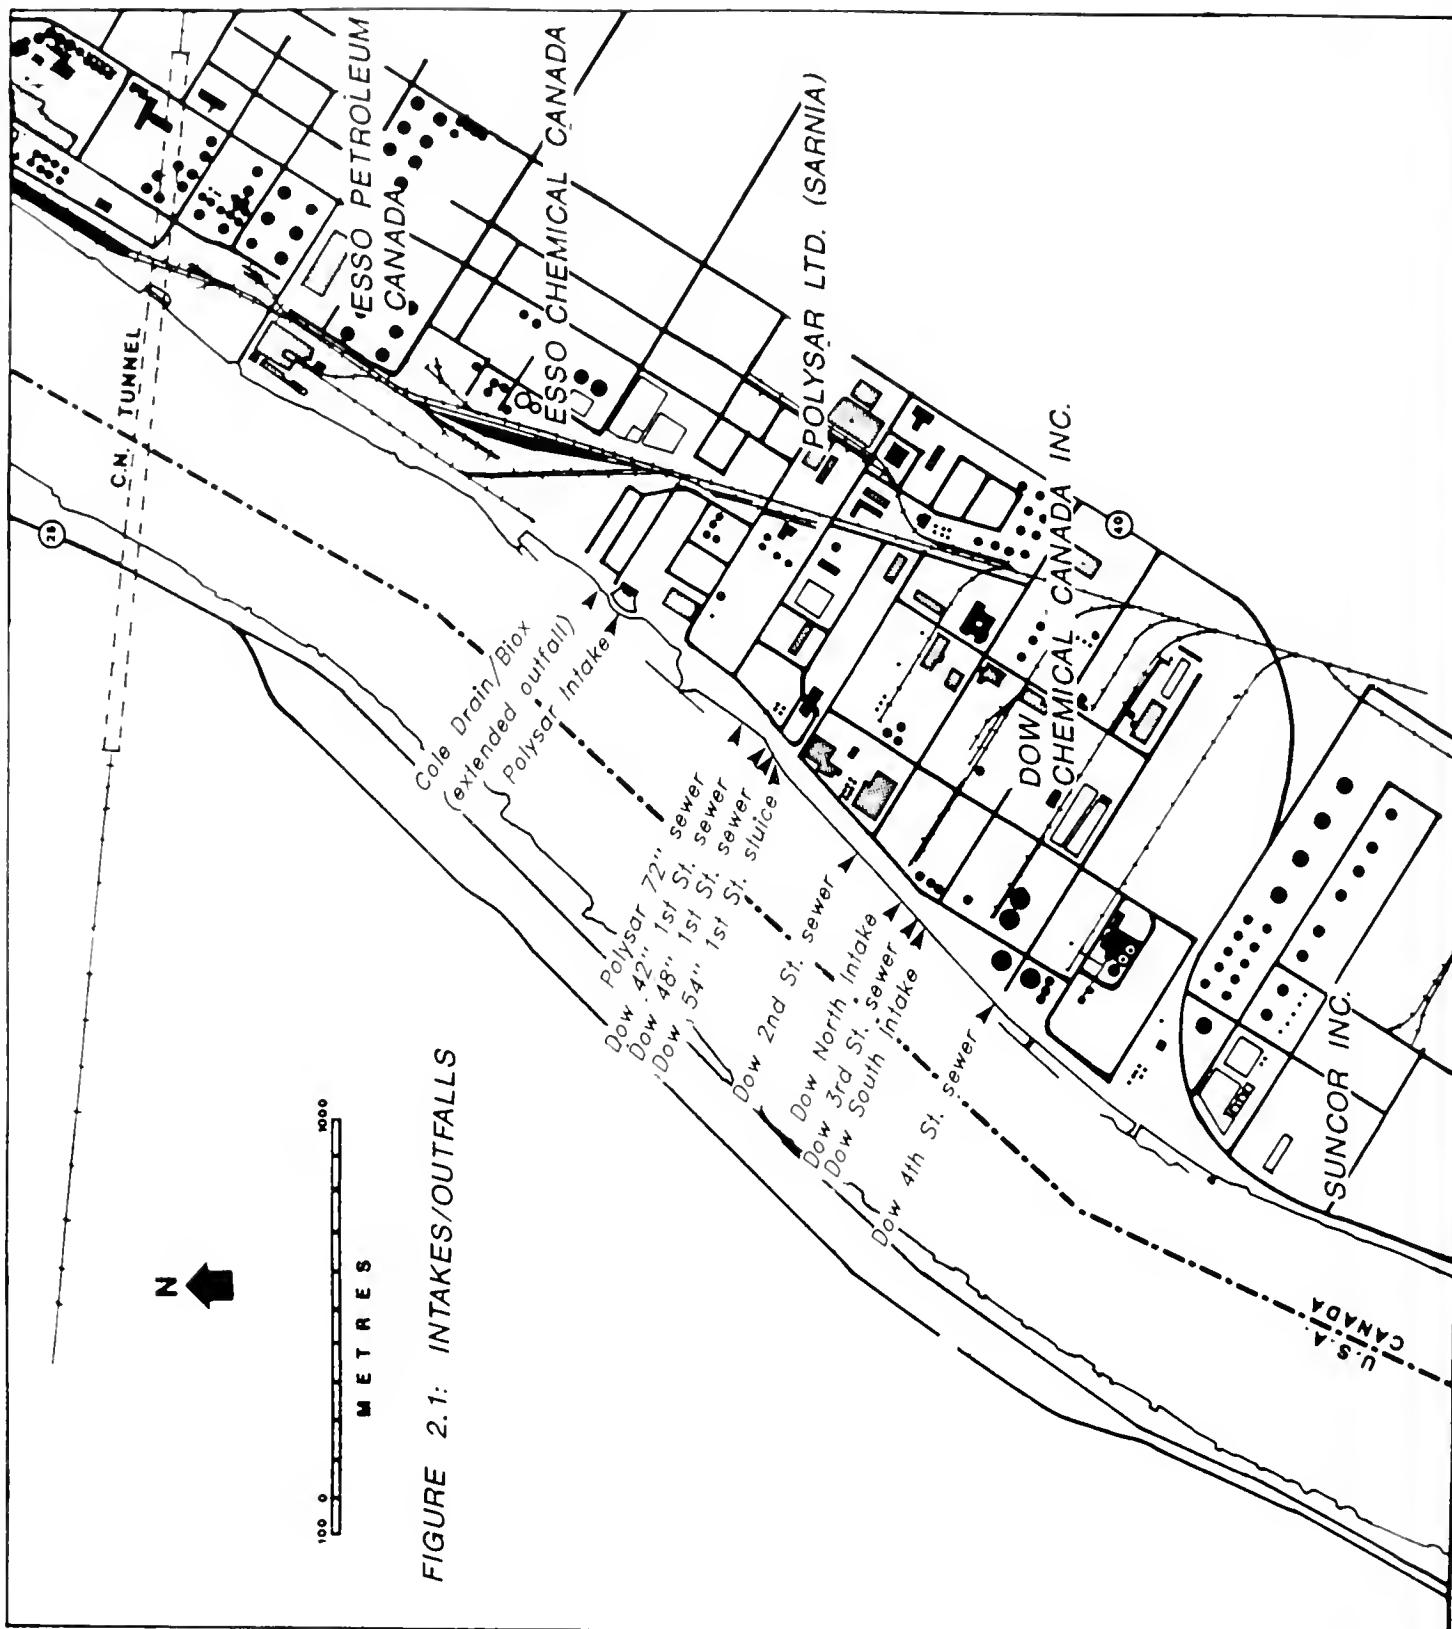 ESSO PETROLEUM
CANADA
ESSO CHEMICAL CANADA
POLYSAR LTD. (SARNIA)
DOW
CHEMICAL CANADA INC.
SUNCOR INC.
C.N. TUNNEL
25
40
Cole Drain/Biox
(extended outfall)
Polysar Intake
Polysar 72" sewer
Dow 42" 1st St. sewer
Dow 48" 1st St. sewer
Dow 54" 1st St. sluice
Dow 2nd St. sewer
Dow North Intake
Dow 3rd St. sewer
Dow South Intake
Dow 4th St. sewer
U.S.A.
CANADA
N
100 0 1000
METRES
FIGURE 2.1: INTAKES/OUTFALLS